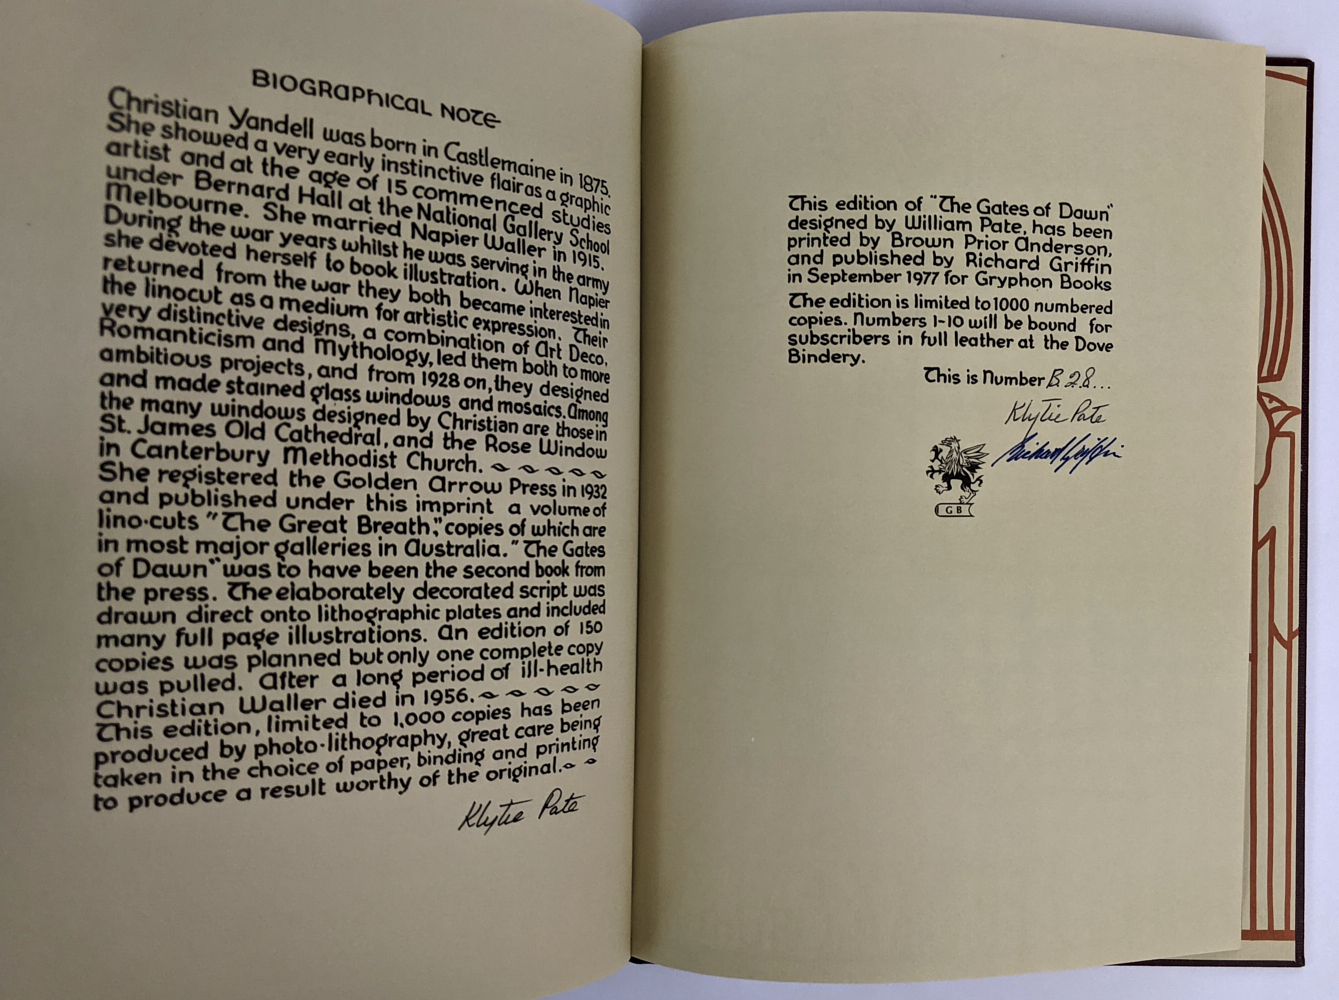 BIOGRAPHICAL NOTE
Christian Yandell was born in Castlemaine in 1875.
She showed a very early instinctive flair as a graphic
artist and at the age of 15 commenced studies
under Bernard Hall at the National Gallery School
Melbourne. She married Napier Waller in 1915.
During the war years whilst he was serving in the army
she devoted herself to book illustration. When Napier
returned from the war they both became interested in
the linocut as a medium for artistic expression. Their
very distinctive designs, a combination of Art Deco,
Romanticism and Mythology, led them both to more
ambitious projects, and from 1928 on, they designed
and made stained glass windows and mosaics. Among
the many windows designed by Christian are those in
St. James Old Cathedral, and the Rose Window
in Canterbury Methodist Church.
She registered the Golden Arrow Press in 1932
and published under this imprint a volume of
lino-cuts "The Great Breath," copies of which are
in most major galleries in Australia. "The Gates
of Dawn" was to have been the second book from
the press. The elaborately decorated script was
drawn direct onto lithographic plates and included
many full page illustrations. An edition of 150
copies was planned but only one complete copy
was pulled. After a long period of ill-health
Christian Waller died in 1956.
This edition, limited to 1,000 copies has been
produced by photo-lithography, great care being
taken in the choice of paper, binding and printing
to produce a result worthy of the original.
Klytie Pate
This edition of "The Gates of Dawn"
designed by William Pate, has been
printed by Brown Prior Anderson,
and published by Richard Griffin
in September 1977 for Gryphon Books
The edition is limited to 1000 numbered
copies. Numbers 1-10 will be bound for
subscribers in full leather at the Dove
Bindery.
This is Number B 28...
Klytie Pate
Richard Griffin
GB